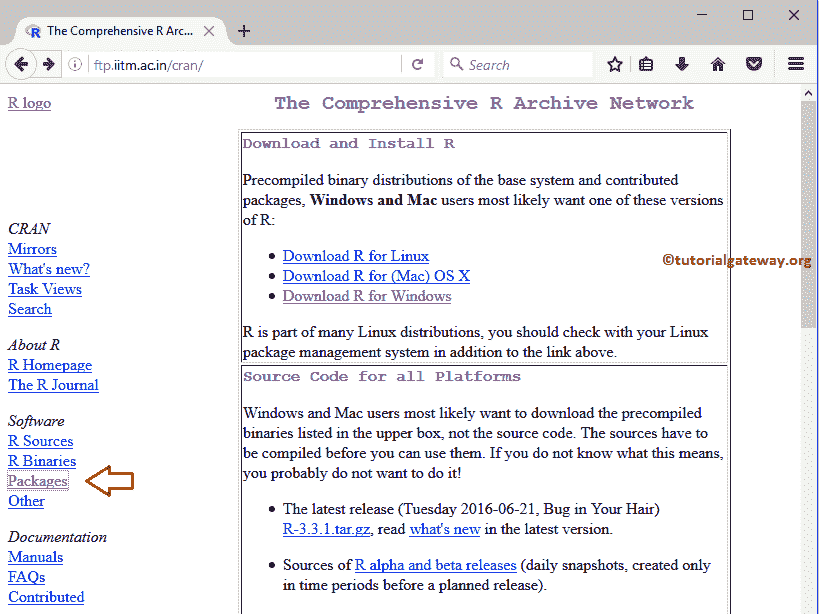 The Comprehensive R Arc...
ftp.iitm.ac.in/cran/
Search
R logo
CRAN
Mirrors
What's new?
Task Views
Search
About R
R Homepage
The R Journal
Software
R Sources
R Binaries
Packages
Other
Documentation
Manuals
FAQs
Contributed
The Comprehensive R Archive Network
Download and Install R
Precompiled binary distributions of the base system and contributed
packages, Windows and Mac users most likely want one of these versions
of R:
Download R for Linux
Download R for (Mac) OS X
Download R for Windows
R is part of many Linux distributions, you should check with your Linux
package management system in addition to the link above.
Source Code for all Platforms
Windows and Mac users most likely want to download the precompiled
binaries listed in the upper box, not the source code. The sources have to
be compiled before you can use them. If you do not know what this means,
you probably do not want to do it!
The latest release (Tuesday 2016-06-21, Bug in Your Hair)
R-3.3.1.tar.gz, read what's new in the latest version.
Sources of R alpha and beta releases (daily snapshots, created only
in time periods before a planned release).
©tutorialgateway.org